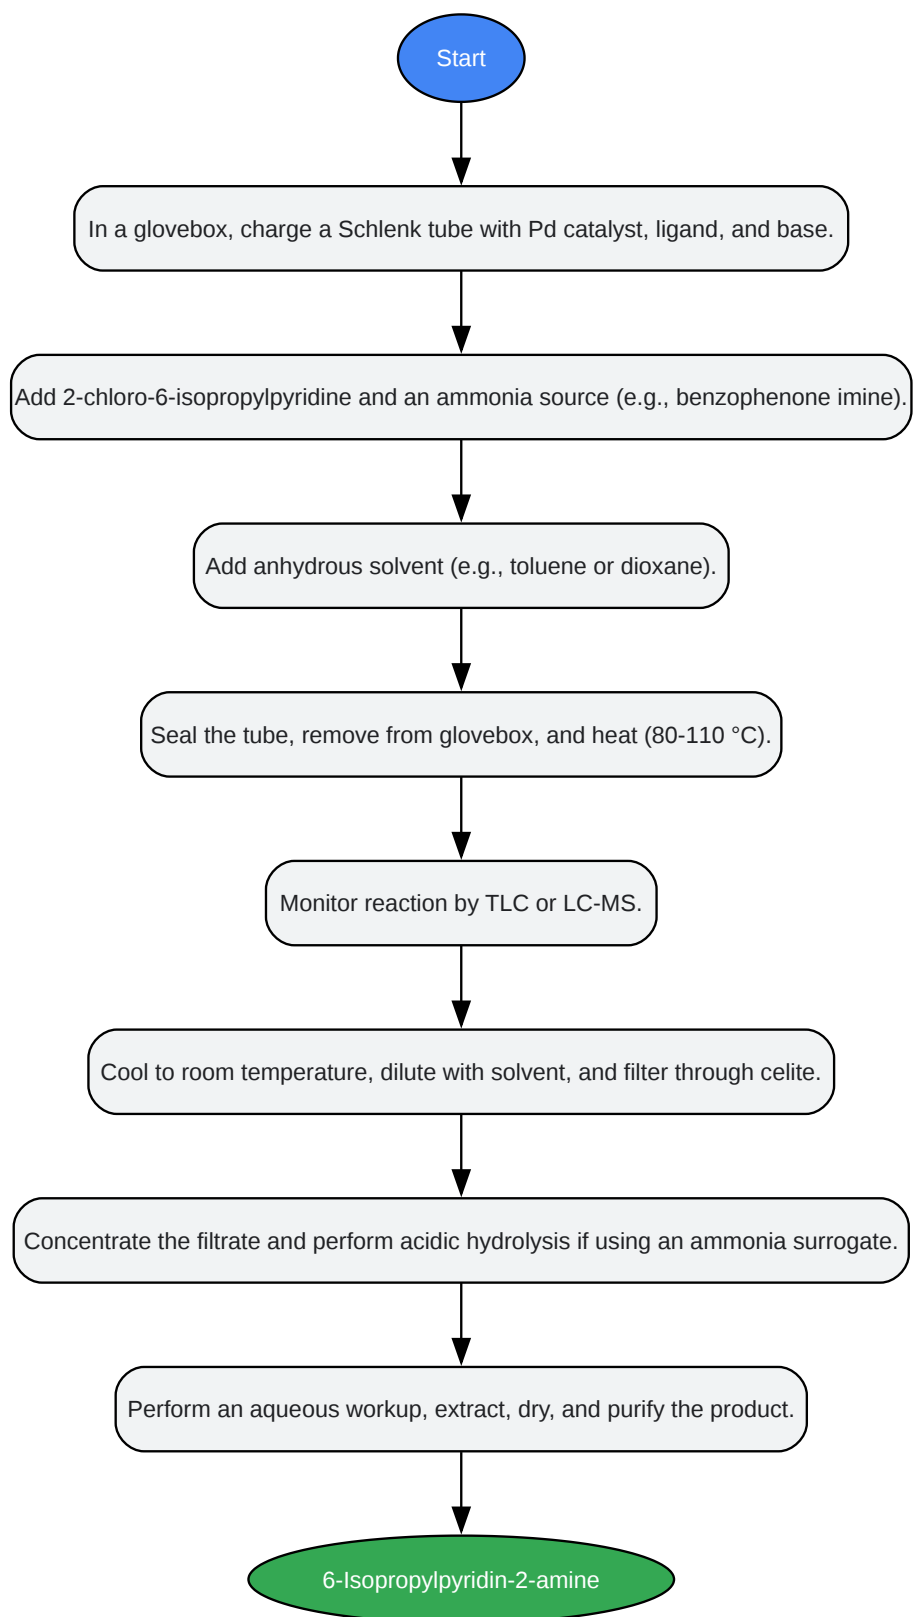 Start
In a glovebox, charge a Schlenk tube with Pd catalyst, ligand, and base.
Add 2-chloro-6-isopropylpyridine and an ammonia source (e.g., benzophenone imine).
Add anhydrous solvent (e.g., toluene or dioxane).
Seal the tube, remove from glovebox, and heat (80-110 °C).
Monitor reaction by TLC or LC-MS.
Cool to room temperature, dilute with solvent, and filter through celite.
Concentrate the filtrate and perform acidic hydrolysis if using an ammonia surrogate.
Perform an aqueous workup, extract, dry, and purify the product.
6-Isopropylpyridin-2-amine